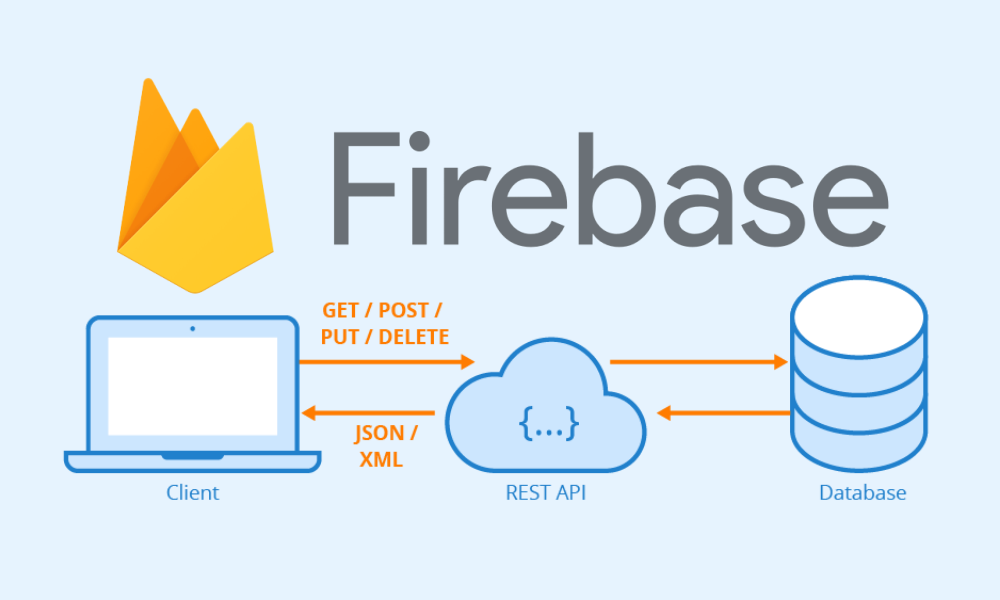 Firebase
GET / POST /
PUT / DELETE
{...}
JSON /
XML
Client
REST API
Database